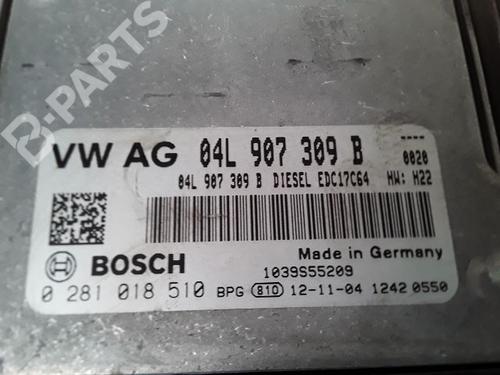 B-PARTS
VW AG 04L 907 309 B ----
0020
04L 907 309 B DIESEL EDC17C64 HW: H22
BOSCH
Made in Germany
1039S55209
0 281 018 510 BPG 810 12-11-04 1242 0550